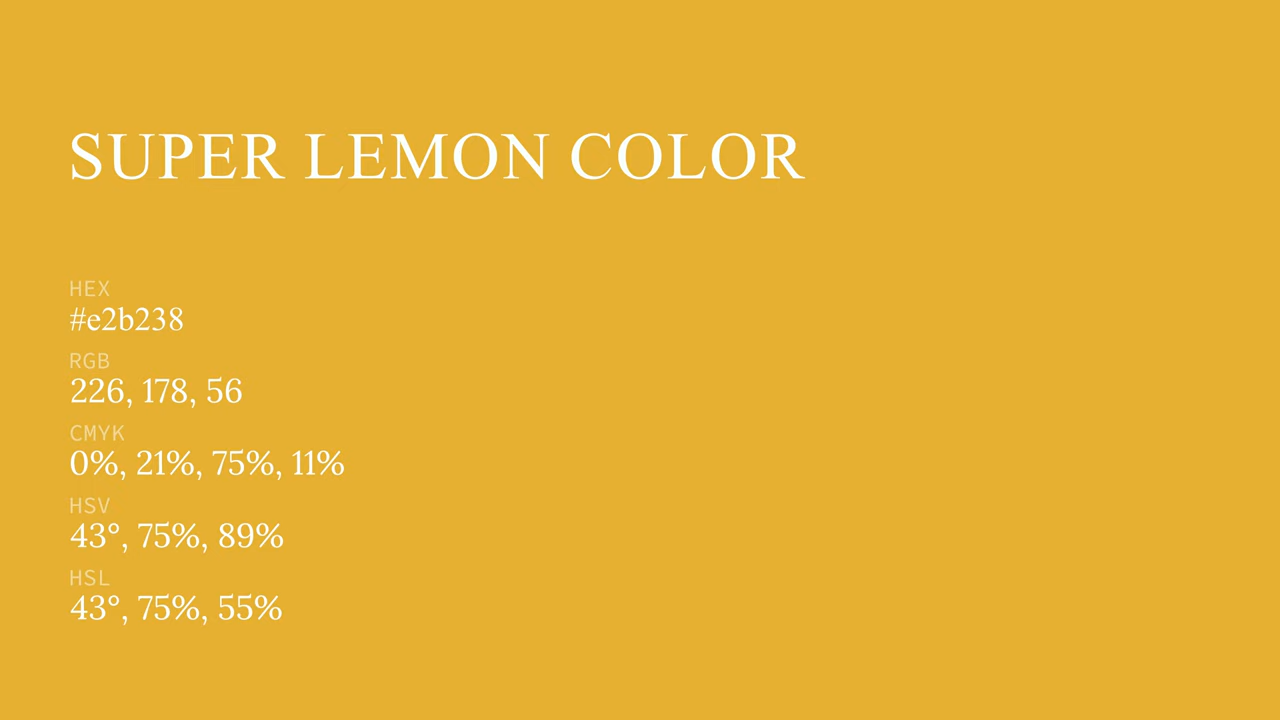 SUPER LEMON COLOR
HEX
#e2b238
RGB
226, 178, 56
CMYK
0%, 21%, 75%, 11%
HSV
43°, 75%, 89%
HSL
43°, 75%, 55%